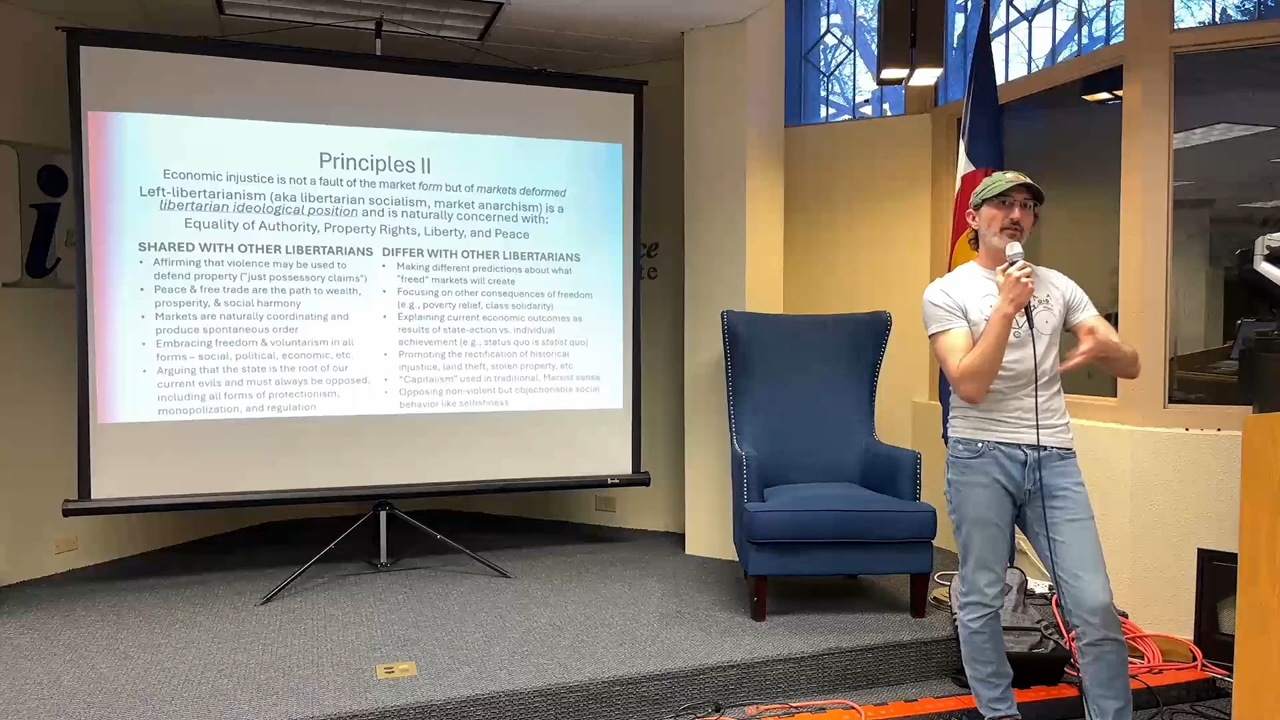 Principles II
Economic injustice is not a fault of the market form but of markets deformed
Left-libertarianism (aka libertarian socialism, market anarchism) is a
libertarian ideological position and is naturally concerned with:
Equality of Authority, Property Rights, Liberty, and Peace
SHARED WITH OTHER LIBERTARIANS
• Affirming that violence may be used to
defend property ("just possessory claims")
• Peace & free trade are the path to wealth,
prosperity, & social harmony
• Markets are naturally coordinating and
produce spontaneous order
• Embracing freedom & voluntarism in all
forms – social, political, economic, etc.
• Arguing that the state is the root of our
current evils and must always be opposed,
including all forms of protectionism,
monopolization, and regulation
DIFFER WITH OTHER LIBERTARIANS
• Making different predictions about what
"freed" markets will create
• Focusing on other consequences of freedom
(e.g., poverty relief, class solidarity)
• Explaining current economic outcomes as
results of state-action vs. individual
achievement (e.g., status quo is statist quo)
• Promoting the rectification of historical
injustice, land theft, stolen property, etc
• "Capitalism" used in traditional, Marxist sense
• Opposing non-violent but objectionable social
behavior like selfishness